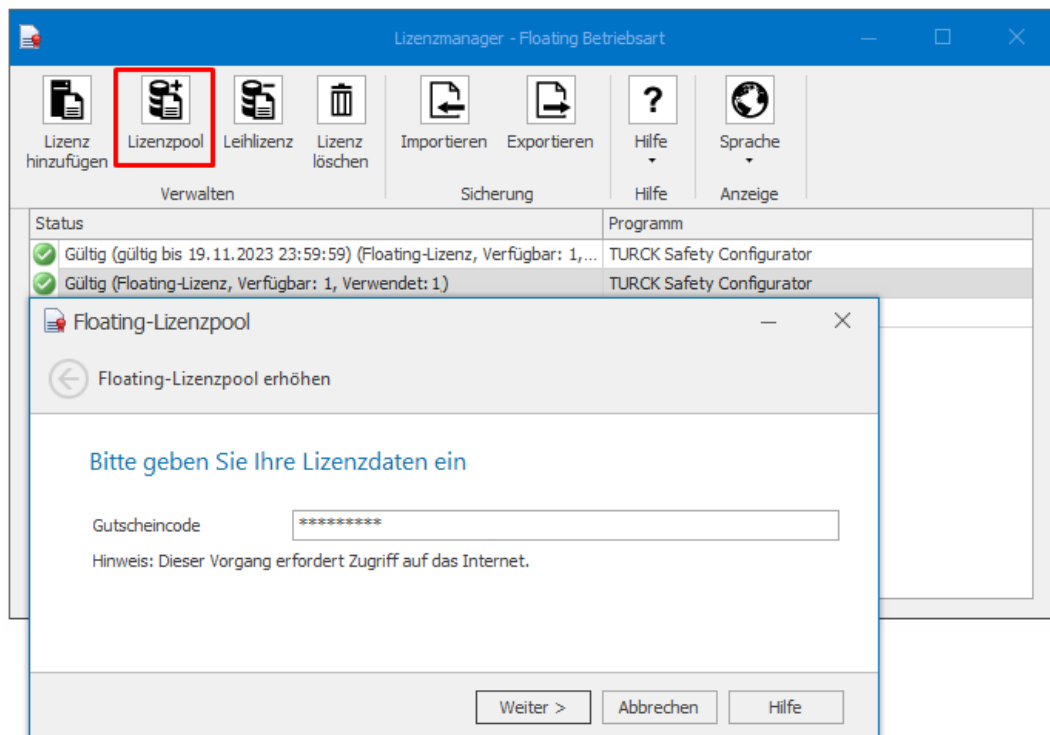 Lizenzmanager - Floating Betriebsart
Lizenz hinzufügen
Lizenzpool
Leihlizenz
Lizenz löschen
Importieren
Exportieren
Hilfe
Sprache
Verwalten
Sicherung
Hilfe
Anzeige
Status Programm
Gültig (gültig bis 19.11.2023 23:59:59) (Floating-Lizenz, Verfügbar: 1,... TURCK Safety Configurator
Gültig (Floating-Lizenz, Verfügbar: 1, Verwendet: 1) TURCK Safety Configurator
Floating-Lizenzpool
Floating-Lizenzpool erhöhen
Bitte geben Sie Ihre Lizenzdaten ein
Gutscheincode *********
Hinweis: Dieser Vorgang erfordert Zugriff auf das Internet.
Weiter > Abbrechen Hilfe